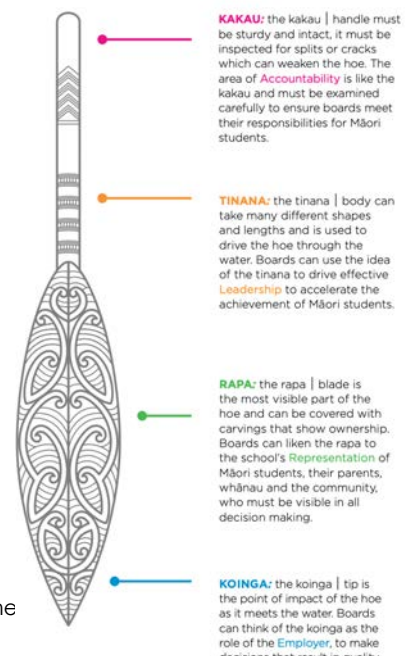 KAKAU: the kakau | handle must
be sturdy and intact, it must be
inspected for splits or cracks
which can weaken the hoe. The
area of Accountability is like the
kakau and must be examined
carefully to ensure boards meet
their responsibilities for Māori
students.
TINANA: the tinana | body can
take many different shapes
and lengths and is used to
drive the hoe through the
water. Boards can use the idea
of the tinana to drive effective
Leadership to accelerate the
achievement of Māori students.
RAPA: the rapa | blade is
the most visible part of the
hoe and can be covered with
carvings that show ownership.
Boards can liken the rapa to
the school's Representation of
Māori students, their parents,
whānau and the community,
who must be visible in all
decision making.
KOINGA: the koinga | tip is
the point of impact of the hoe
as it meets the water. Boards
can think of the koinga as the
role of the Employer, to make
decisions that result in quality